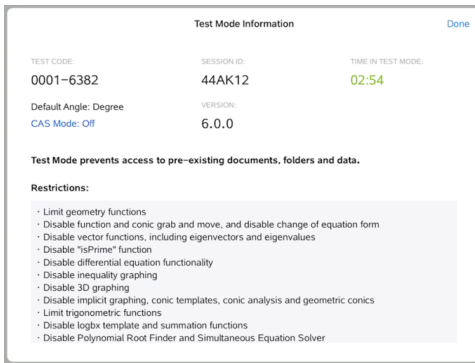 Test Mode Information Done
TEST CODE: SESSION ID: TIME IN TEST MODE:
0001-6382 44AK12 02:54
Default Angle: Degree VERSION:
CAS Mode: Off 6.0.0
Test Mode prevents access to pre-existing documents, folders and data.
Restrictions:
· Limit geometry functions
· Disable function and conic grab and move, and disable change of equation form
· Disable vector functions, including eigenvectors and eigenvalues
· Disable "isPrime" function
· Disable differential equation functionality
· Disable inequality graphing
· Disable 3D graphing
· Disable implicit graphing, conic templates, conic analysis and geometric conics
· Limit trigonometric functions
· Disable logbx template and summation functions
· Disable Polynomial Root Finder and Simultaneous Equation Solver